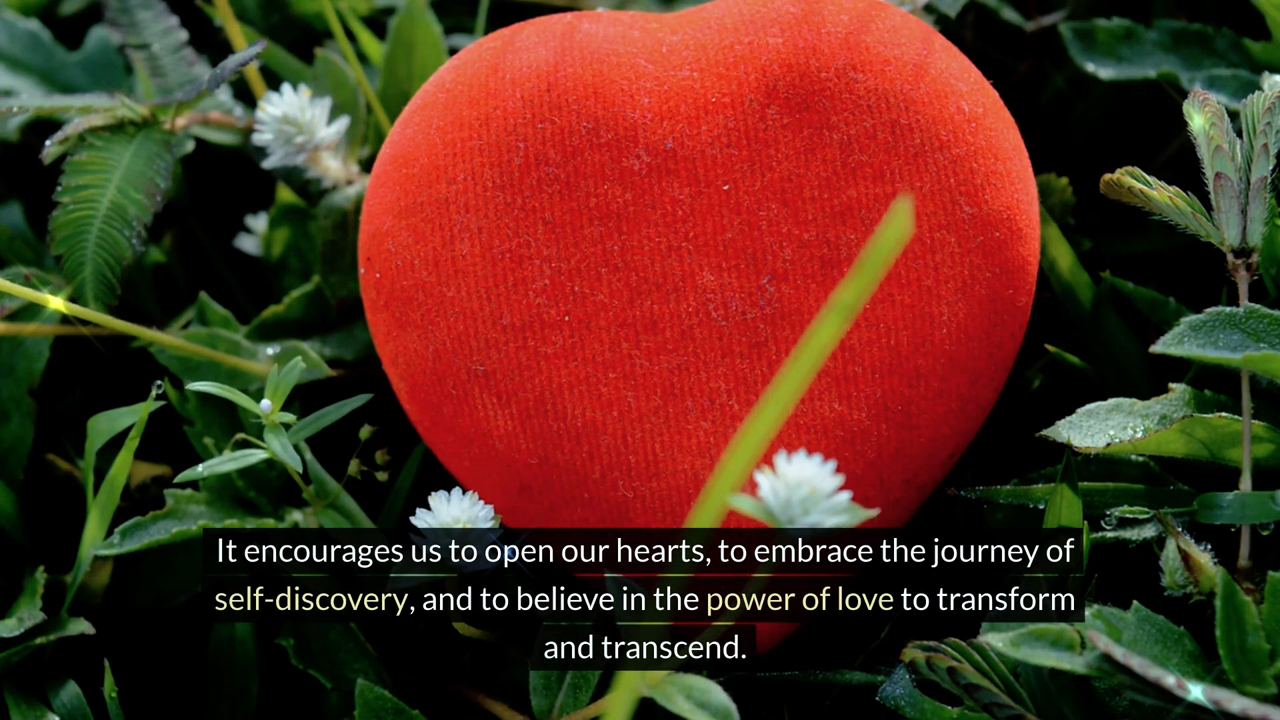 It encourages us to open our hearts, to embrace the journey of
self-discovery, and to believe in the power of love to transform
and transcend.